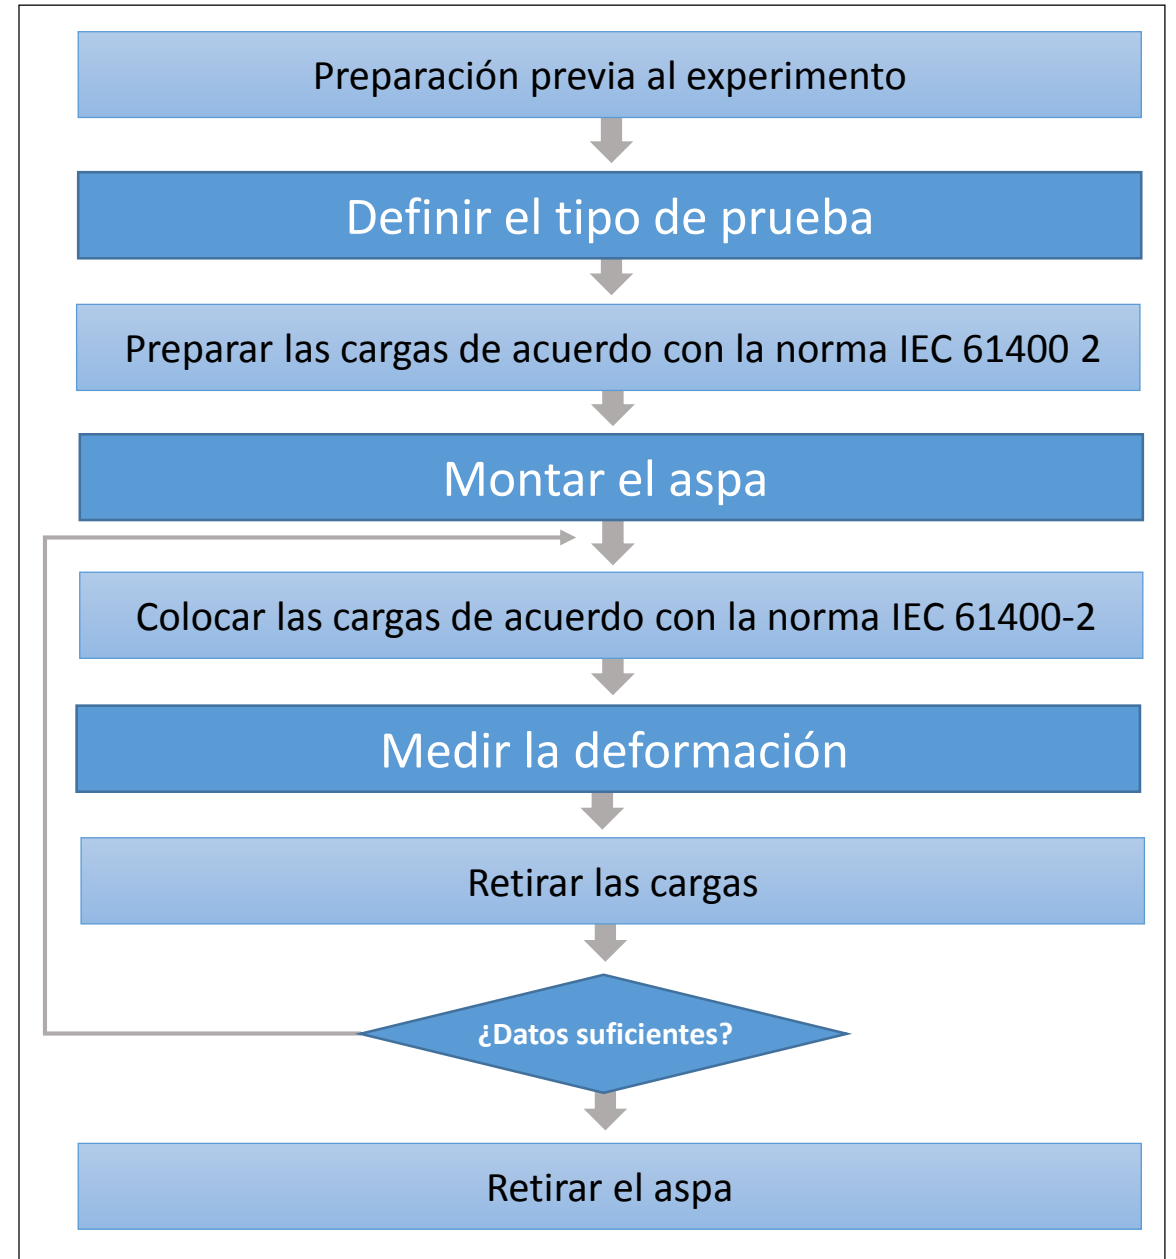 Preparación previa al experimento
Definir el tipo de prueba
Preparar las cargas de acuerdo con la norma IEC 61400 2
Montar el aspa
Colocar las cargas de acuerdo con la norma IEC 61400-2
Medir la deformación
Retirar las cargas
¿Datos suficientes?
Retirar el aspa